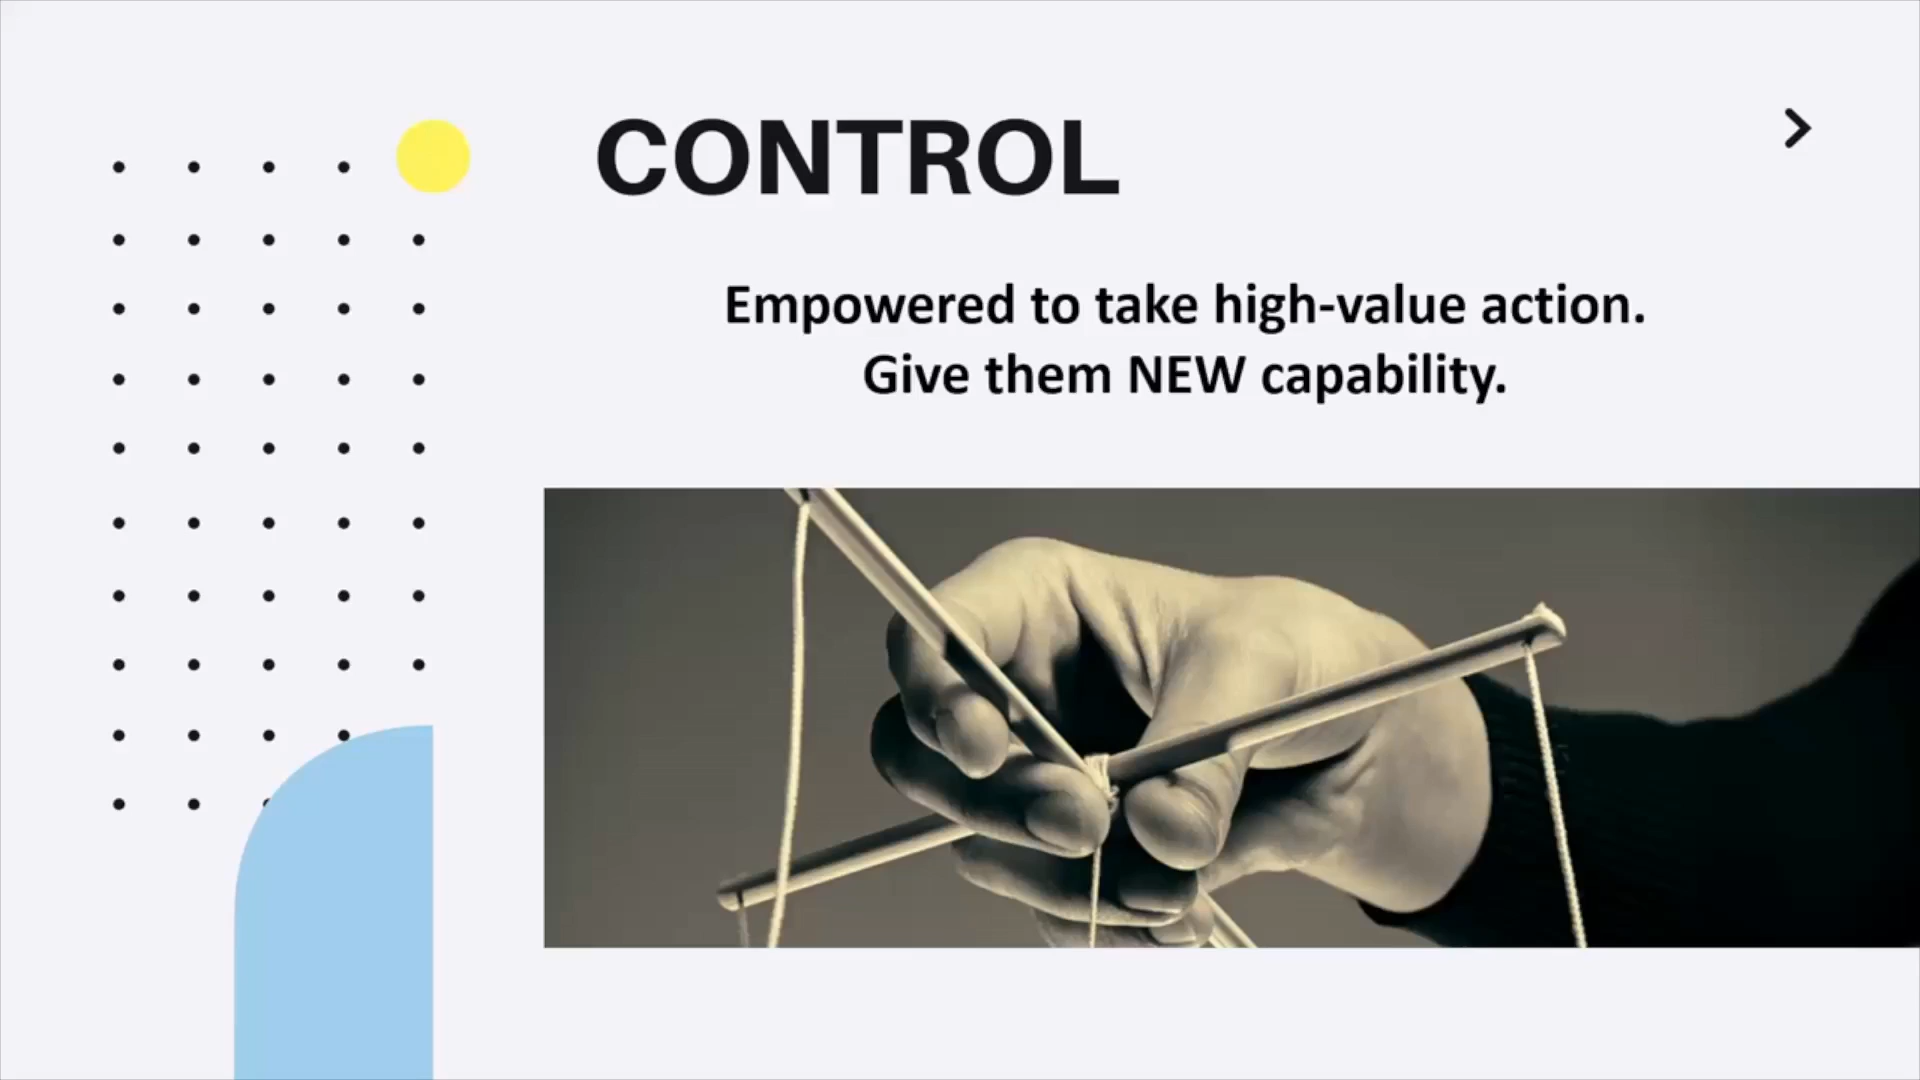 CONTROL
Empowered to take high-value action.
Give them NEW capability.